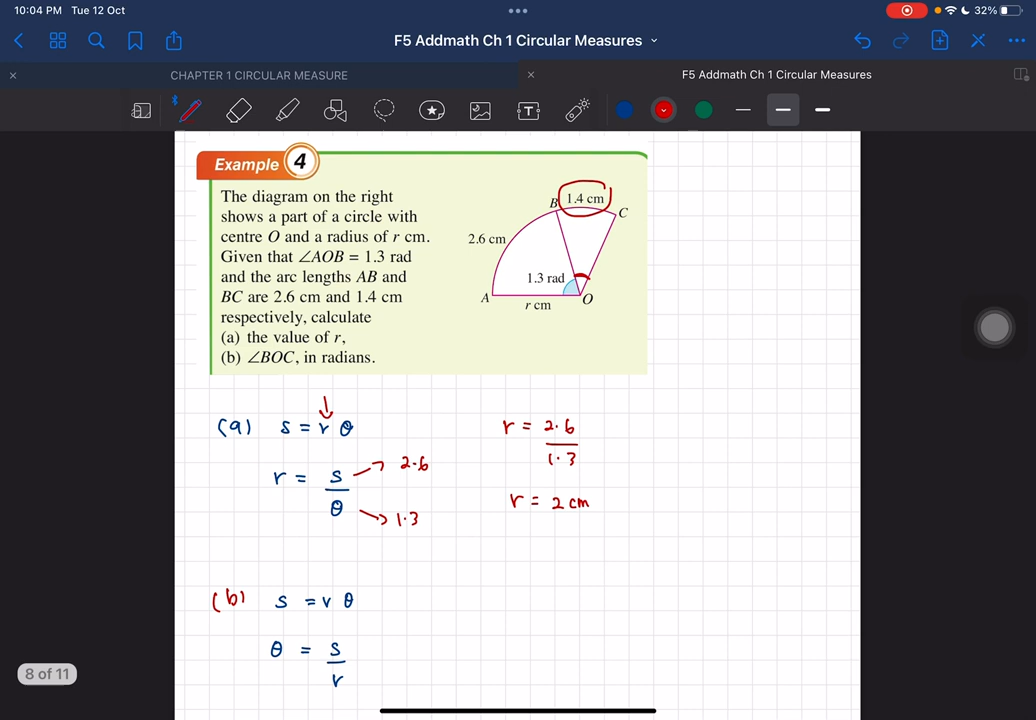 10:04 PM Tue 12 Oct
32%
F5 Addmath Ch 1 Circular Measures
CHAPTER 1 CIRCULAR MEASURE
F5 Addmath Ch 1 Circular Measures
Example 4
The diagram on the right
shows a part of a circle with
centre O and a radius of r cm.
Given that ∠AOB = 1.3 rad
and the arc lengths AB and
BC are 2.6 cm and 1.4 cm
respectively, calculate
(a) the value of r,
(b) ∠BOC, in radians.
B 1.4 cm
C
2.6 cm
1.3 rad
A
O
r cm
(a) s = r θ
r = s/θ
2.6
1.3
r = 2.6/1.3
r = 2 cm
(b) s = r θ
θ = s/r
8 of 11